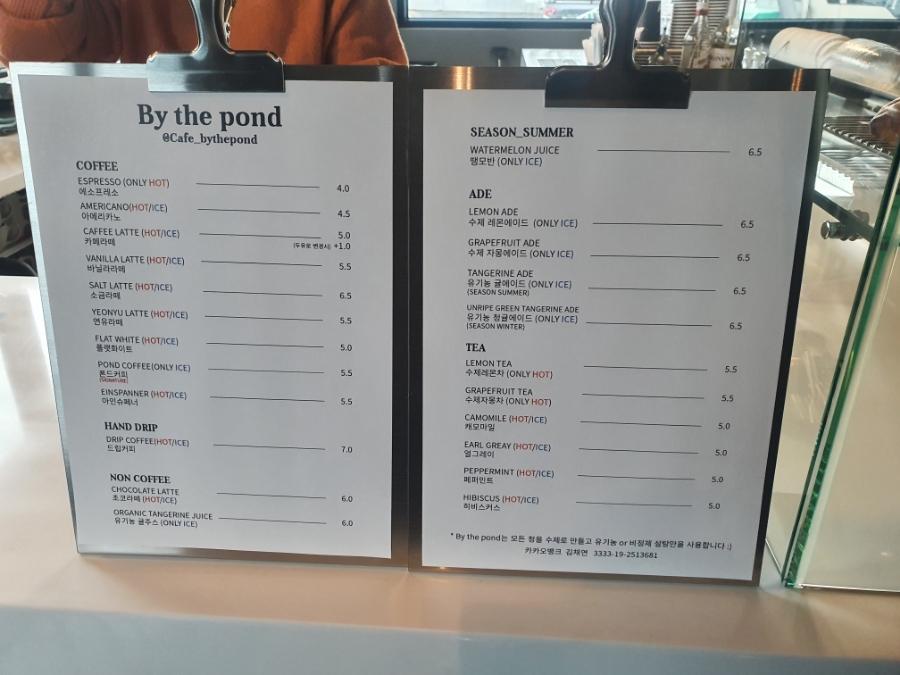 By the pond
@Cafe_bythepond
COFFEE
ESPRESSO (ONLY HOT)
에소프레소
4.0
AMERICANO(HOT/ICE)
아메리카노
4.5
CAFFEE LATTE (HOT/ICE)
카페라떼
5.0
(두유로 변경시) +1.0
VANILLA LATTE (HOT/ICE)
바닐라라떼
5.5
SALT LATTE (HOT/ICE)
소금라떼
6.5
YEONYU LATTE (HOT/ICE)
연유라떼
5.5
FLAT WHITE (HOT/ICE)
플랫화이트
5.0
POND COFFEE(ONLY ICE)
폰드커피
(SIGNATURE)
5.5
EINSPANNER (HOT/ICE)
아인슈페너
5.5
HAND DRIP
DRIP COFFEE(HOT/ICE)
드립커피
7.0
NON COFFEE
CHOCOLATE LATTE
초코라떼 (HOT/ICE)
6.0
ORGANIC TANGERINE JUICE
유기농 귤주스 (ONLY ICE)
6.0
SEASON_SUMMER
WATERMELON JUICE
땡모반 (ONLY ICE)
6.5
ADE
LEMON ADE
수제 레몬에이드 (ONLY ICE)
6.5
GRAPEFRUIT ADE
수제 자몽에이드 (ONLY ICE)
6.5
TANGERINE ADE
유기농 귤에이드 (ONLY ICE)
(SEASON SUMMER)
6.5
UNRIPE GREEN TANGERINE ADE
유기농 청귤에이드 (ONLY ICE)
(SEASON WINTER)
6.5
TEA
LEMON TEA
수제레몬차 (ONLY HOT)
5.5
GRAPEFRUIT TEA
수제자몽차 (ONLY HOT)
5.5
CAMOMILE (HOT/ICE)
캐모마일
5.0
EARL GREAY (HOT/ICE)
얼그레이
5.0
PEPPERMINT (HOT/ICE)
페퍼민트
5.0
HIBISCUS (HOT/ICE)
히비스커스
5.0
* By the pond는 모든 청을 수제로 만들고 유기농 or 비정제 설탕만을 사용합니다 :)
카카오뱅크 김채연 3333-19-2513681